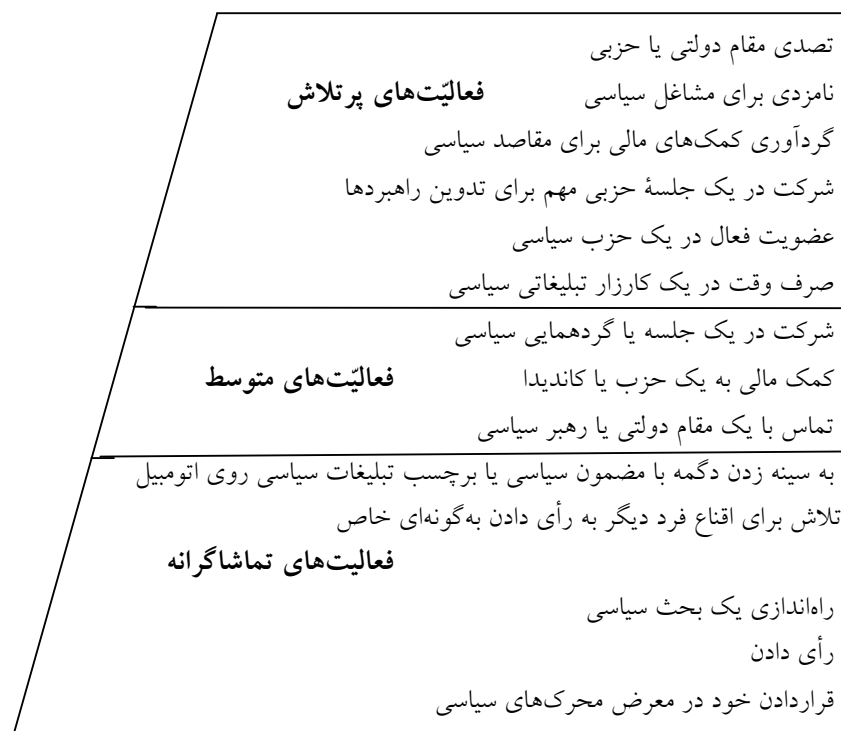 تصدی مقام دولتی یا حزبی
نامزدی برای مشاغل سیاسی فعالیّت‌های پرتلاش
گردآوری کمک‌های مالی برای مقاصد سیاسی
شرکت در یک جلسهٔ حزبی مهم برای تدوین راهبردها
عضویت فعال در یک حزب سیاسی
صرف وقت در یک کارزار تبلیغاتی سیاسی
شرکت در یک جلسه یا گردهمایی سیاسی
کمک مالی به یک حزب یا کاندیدا فعالیّت‌های متوسط
تماس با یک مقام دولتی یا رهبر سیاسی
به سینه زدن دگمه با مضمون سیاسی یا برچسب تبلیغات سیاسی روی اتومبیل
تلاش برای اقناع فرد دیگر به رأی دادن به‌گونه‌ای خاص
فعالیت‌های تماشاگرانه
راه‌اندازی یک بحث سیاسی
رأی دادن
قراردادن خود در معرض محرک‌های سیاسی